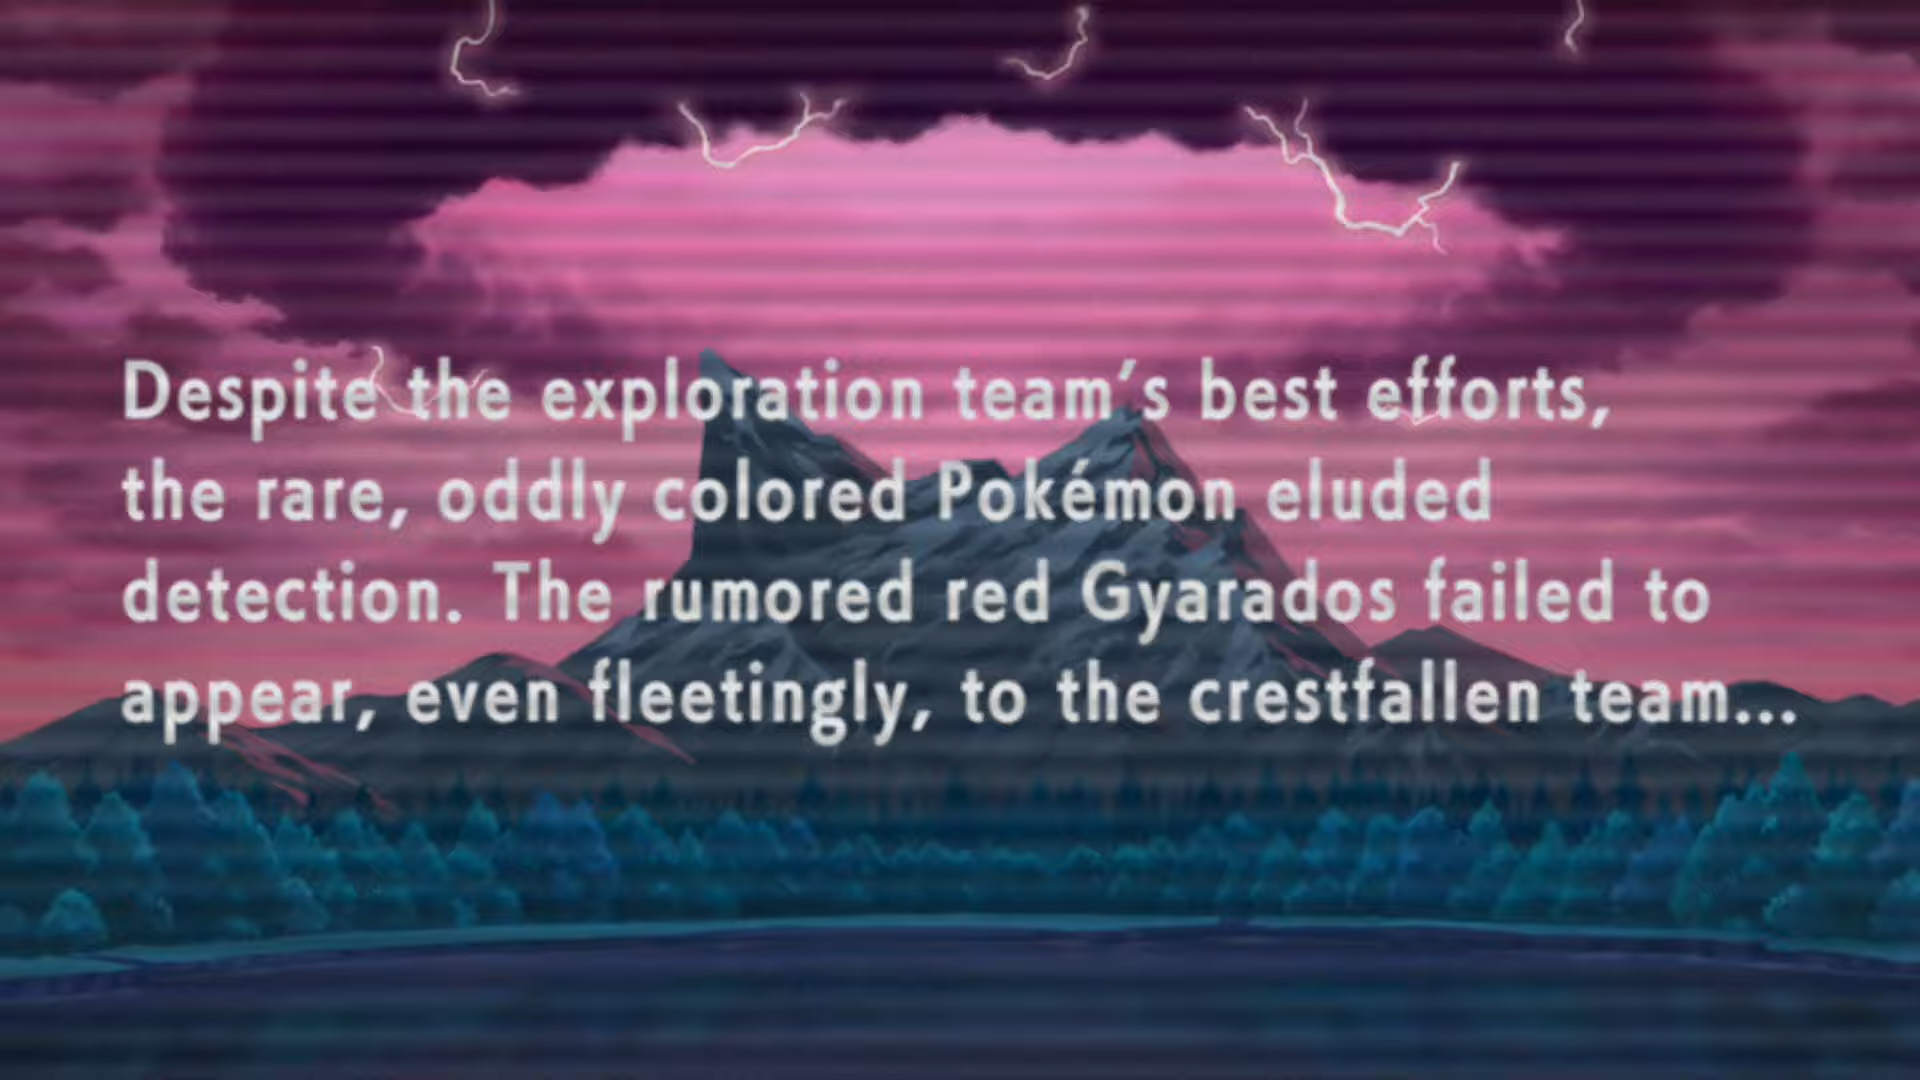 Despite the exploration team’s best efforts,
the rare, oddly colored Pokémon eluded
detection. The rumored red Gyarados failed to
appear, even fleetingly, to the crestfallen team...